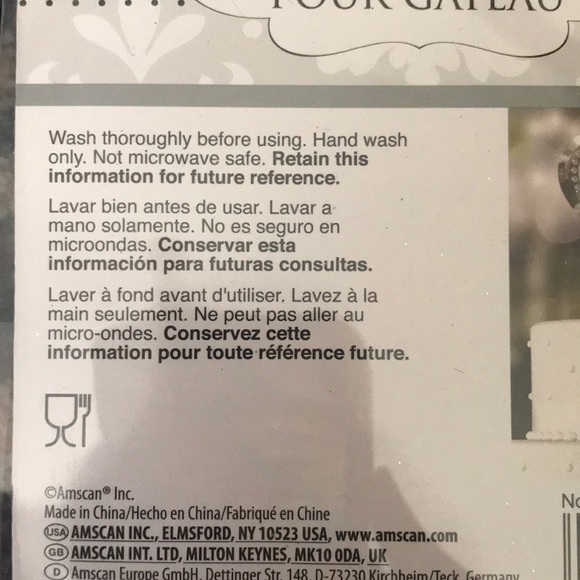 POUR GÂTEAU
Wash thoroughly before using. Hand wash
only. Not microwave safe. Retain this
information for future reference.
Lavar bien antes de usar. Lavar a
mano solamente. No es seguro en
microondas. Conservar esta
información para futuras consultas.
Laver à fond avant d'utiliser. Lavez à la
main seulement. Ne peut pas aller au
micro-ondes. Conservez cette
information pour toute référence future.
©Amscan® Inc.
Made in China/Hecho en China/Fabriqué en Chine
USA AMSCAN INC., ELMSFORD, NY 10523 USA, www.amscan.com
GB AMSCAN INT. LTD, MILTON KEYNES, MK10 0DA, UK
D Amscan Europe GmbH, Dettinger Str. 148, D-73230 Kirchheim/Teck, Germany